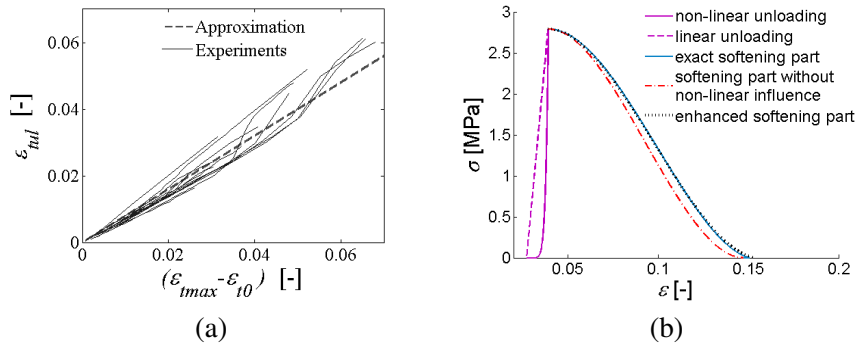 0.06
0.04
0.02
0
0
0.02
0.04
0.06
ε_tul [-]
(ε_tmax-ε_t0) [-]
Approximation
Experiments
(a)
3
2.5
2
1.5
1
0.5
0
0.05
0.1
0.15
0.2
σ [MPa]
ε [-]
non-linear unloading
linear unloading
exact softening part
softening part without
non-linear influence
enhanced softening part
(b)